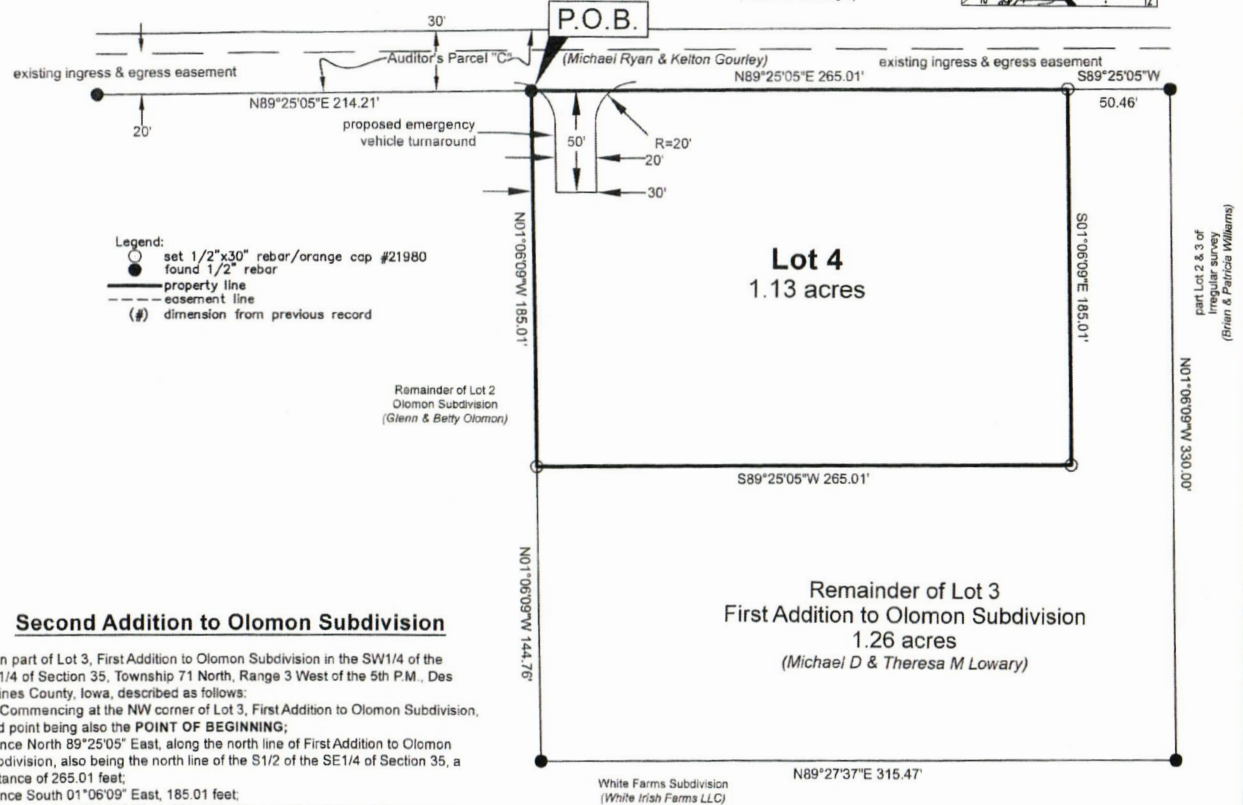 30'
P.O.B.
Auditor's Parcel "C"
(Michael Ryan & Kelton Gourley)
existing ingress & egress easement
existing ingress & egress easement
N89°25'05"E 265.01'
S89°25'05"W
50.46'
N89°25'05"E 214.21'
20'
proposed emergency
vehicle turnaround
50'
R=20'
20'
30'
N01°06'09"W 185.01'
Legend:
set 1/2"x30" rebar/orange cap #21980
found 1/2" rebar
property line
easement line
(#) dimension from previous record
Lot 4
1.13 acres
S01°06'09"E 185.01'
part Lot 2 & 3 of
Irregular survey
(Brian & Patricia Williams)
N01°06'09"W 330.00'
Remainder of Lot 2
Olomon Subdivision
(Glenn & Betty Olomon)
S89°25'05"W 265.01'
N01°06'09"W 144.76'
Remainder of Lot 3
First Addition to Olomon Subdivision
1.26 acres
(Michael D & Theresa M Lowary)
Second Addition to Olomon Subdivision
n part of Lot 3, First Addition to Olomon Subdivision in the SW1/4 of the
1/4 of Section 35, Township 71 North, Range 3 West of the 5th P.M., Des
ines County, Iowa, described as follows:
Commencing at the NW corner of Lot 3, First Addition to Olomon Subdivision,
d point being also the POINT OF BEGINNING;
nce North 89°25'05" East, along the north line of First Addition to Olomon
bdivision, also being the north line of the S1/2 of the SE1/4 of Section 35, a
tance of 265.01 feet;
nce South 01°06'09" East, 185.01 feet;
N89°27'37"E 315.47'
White Farms Subdivision
(White Irish Farms LLC)